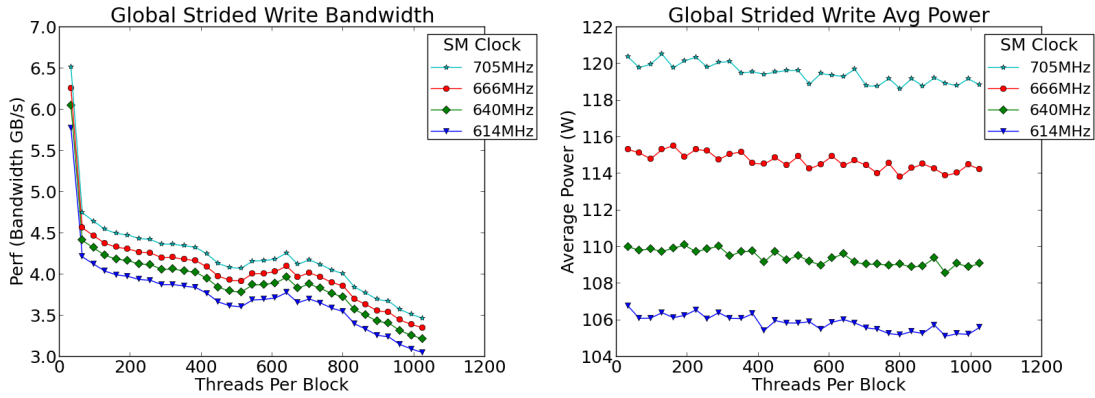 Global Strided Write Bandwidth
Perf (Bandwidth GB/s)
7.0
6.5
6.0
5.5
5.0
4.5
4.0
3.5
3.0
0 200 400 600 800 1000 1200
Threads Per Block
SM Clock
705MHz
666MHz
640MHz
614MHz
Global Strided Write Avg Power
Average Power (W)
122
120
118
116
114
112
110
108
106
104
0 200 400 600 800 1000 1200
Threads Per Block
SM Clock
705MHz
666MHz
640MHz
614MHz